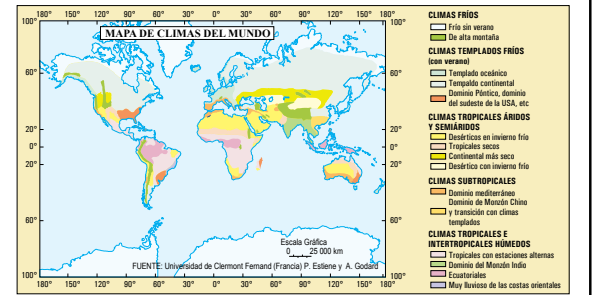 180° 150° 120° 90° 60° 30° 0° 30° 60° 90° 120° 150° 180°
100° 100°
MAPA DE CLIMAS DEL MUNDO
60° 60°
20° 20°
0° 0°
20° 20°
60° 60°
Escala Gráfica
0 25 000 km
FUENTE: Universidad de Clermont Fernand (Francia) P. Estiene y A. Godard
100° 100°
180° 150° 120° 90° 60° 30° 0° 30° 60° 90° 120° 150° 180°
CLIMAS FRÍOS
Frío sin verano
De alta montaña
CLIMAS TEMPLADOS FRÍOS
(con verano)
Templado oceánico
Tempaldo continental
Dominio Póntico, dominio
del sudeste de la USA, etc
CLIMAS TROPICALES ÁRIDOS
Y SEMIÁRIDOS
Desérticos en invierno frío
Tropicales secos
Continental más seco
Desértico con invierno frío
CLIMAS SUBTROPICALES
Dominio mediterráneo
Dominio de Monzón Chino
y transición con climas
templados
CLIMAS TROPICALES E
INTERTROPICALES HÚMEDOS
Tropicales con estaciones alternas
Dominio del Monzón Indio
Ecuatoriales
Muy lluvioso de las costas orientales